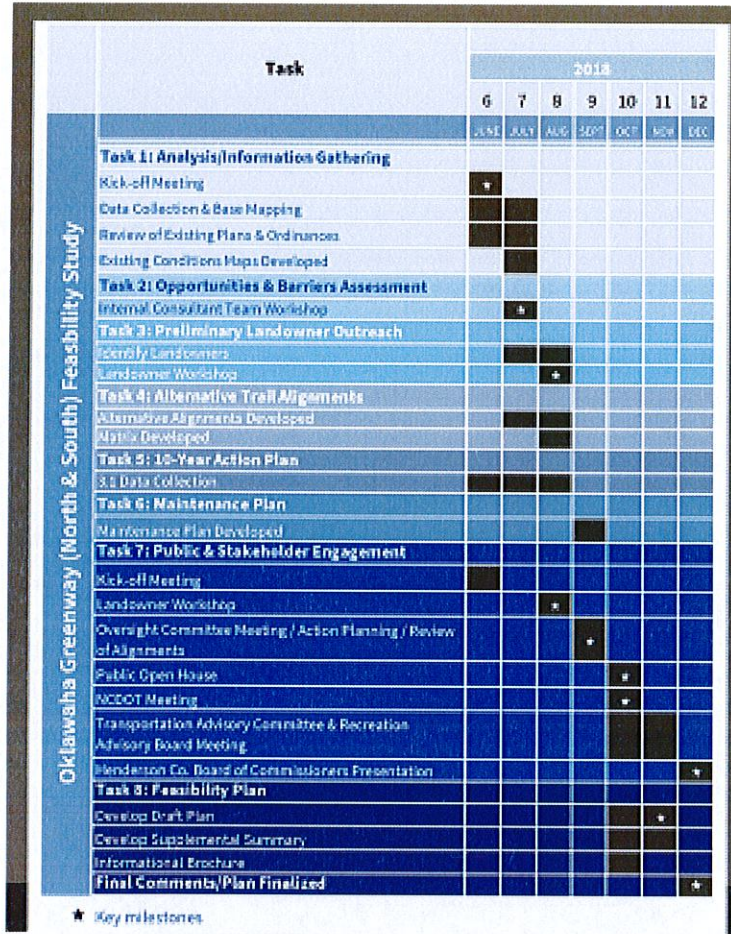 Task
2018
6 7 8 9 10 11 12
JUNE JULY AUG SEPT OCT NOV DEC
Oklawaha Greenway (North & South) Feasbility Study
Task 1: Analysis/Information Gathering
Kick-off Meeting ★
Data Collection & Base Mapping
Review of Existing Plans & Ordinances
Existing Conditions Maps Developed
Task 2: Opportunities & Barriers Assessment
Internal Consultant Team Workshop ★
Task 3: Preliminary Landowner Outreach
Identify Landowners
Landowner Workshop ★
Task 4: Alternative Trail Alignments
Alternative Alignments Developed
Matrix Developed
Task 5: 10-Year Action Plan
3.1 Data Collection
Task 6: Maintenance Plan
Maintenance Plan Developed
Task 7: Public & Stakeholder Engagement
Kick-off Meeting
Landowner Workshop ★
Oversight Committee Meeting / Action Planning / Review
of Alignments ★
Public Open House ★
NCDOT Meeting ★
Transportation Advisory Committee & Recreation
Advisory Board Meeting
Henderson Co. Board of Commissioners Presentation ★
Task 8: Feasibility Plan
Develop Draft Plan ★
Develop Supplemental Summary
Informational Brochure
Final Comments/Plan Finalized ★
★ Key milestones